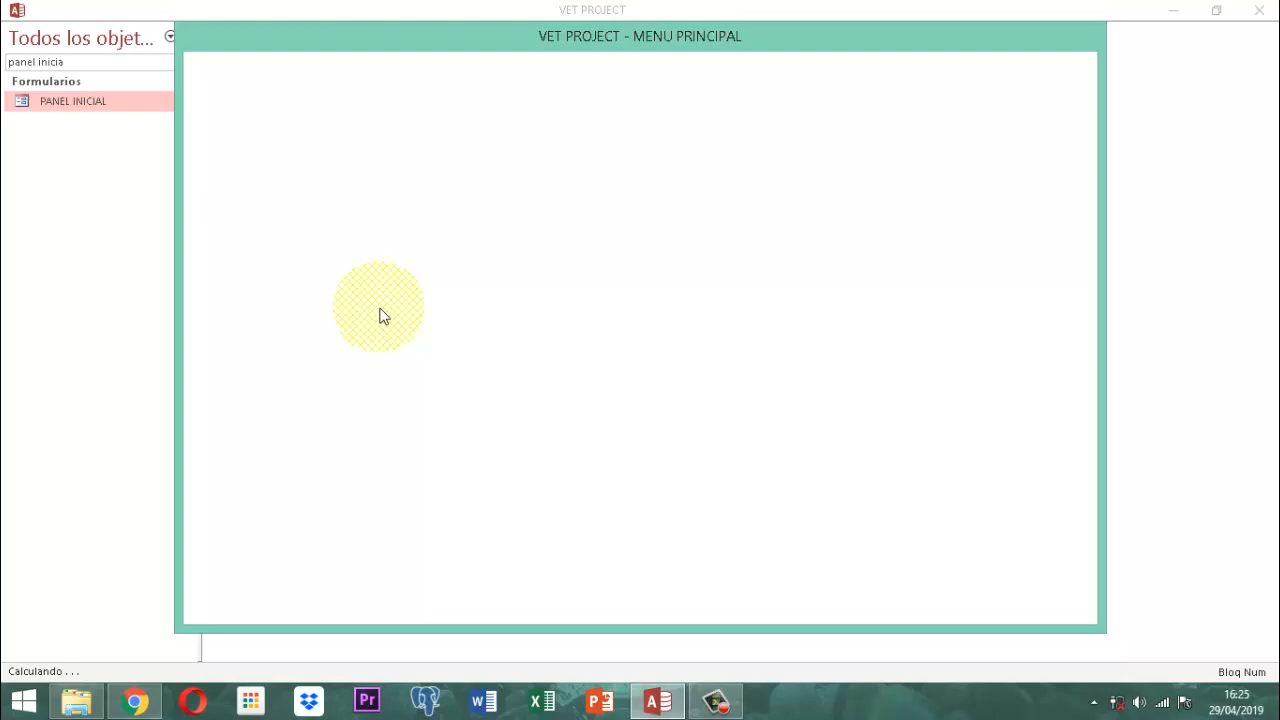 VET PROJECT
Todos los objet...
VET PROJECT - MENU PRINCIPAL
panel inicia
Formularios
PANEL INICIAL
Calculando . . .
Bloq Num
Pr
16:25
29/04/2019